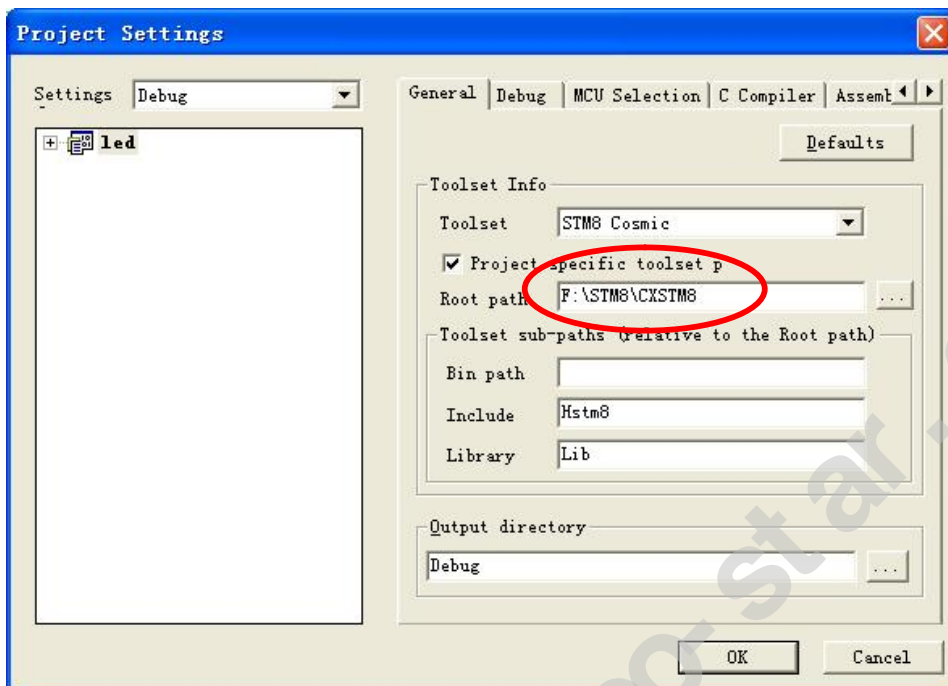 Project Settings
Settings Debug
led
General Debug MCU Selection C Compiler Assemb
Defaults
Toolset Info
Toolset STM8 Cosmic
Project specific toolset p
Root path F:\STM8\CXSTM8 ...
Toolset sub-paths (relative to the Root path)
Bin path
Include Hstm8
Library Lib
Output directory
Debug ...
OK Cancel